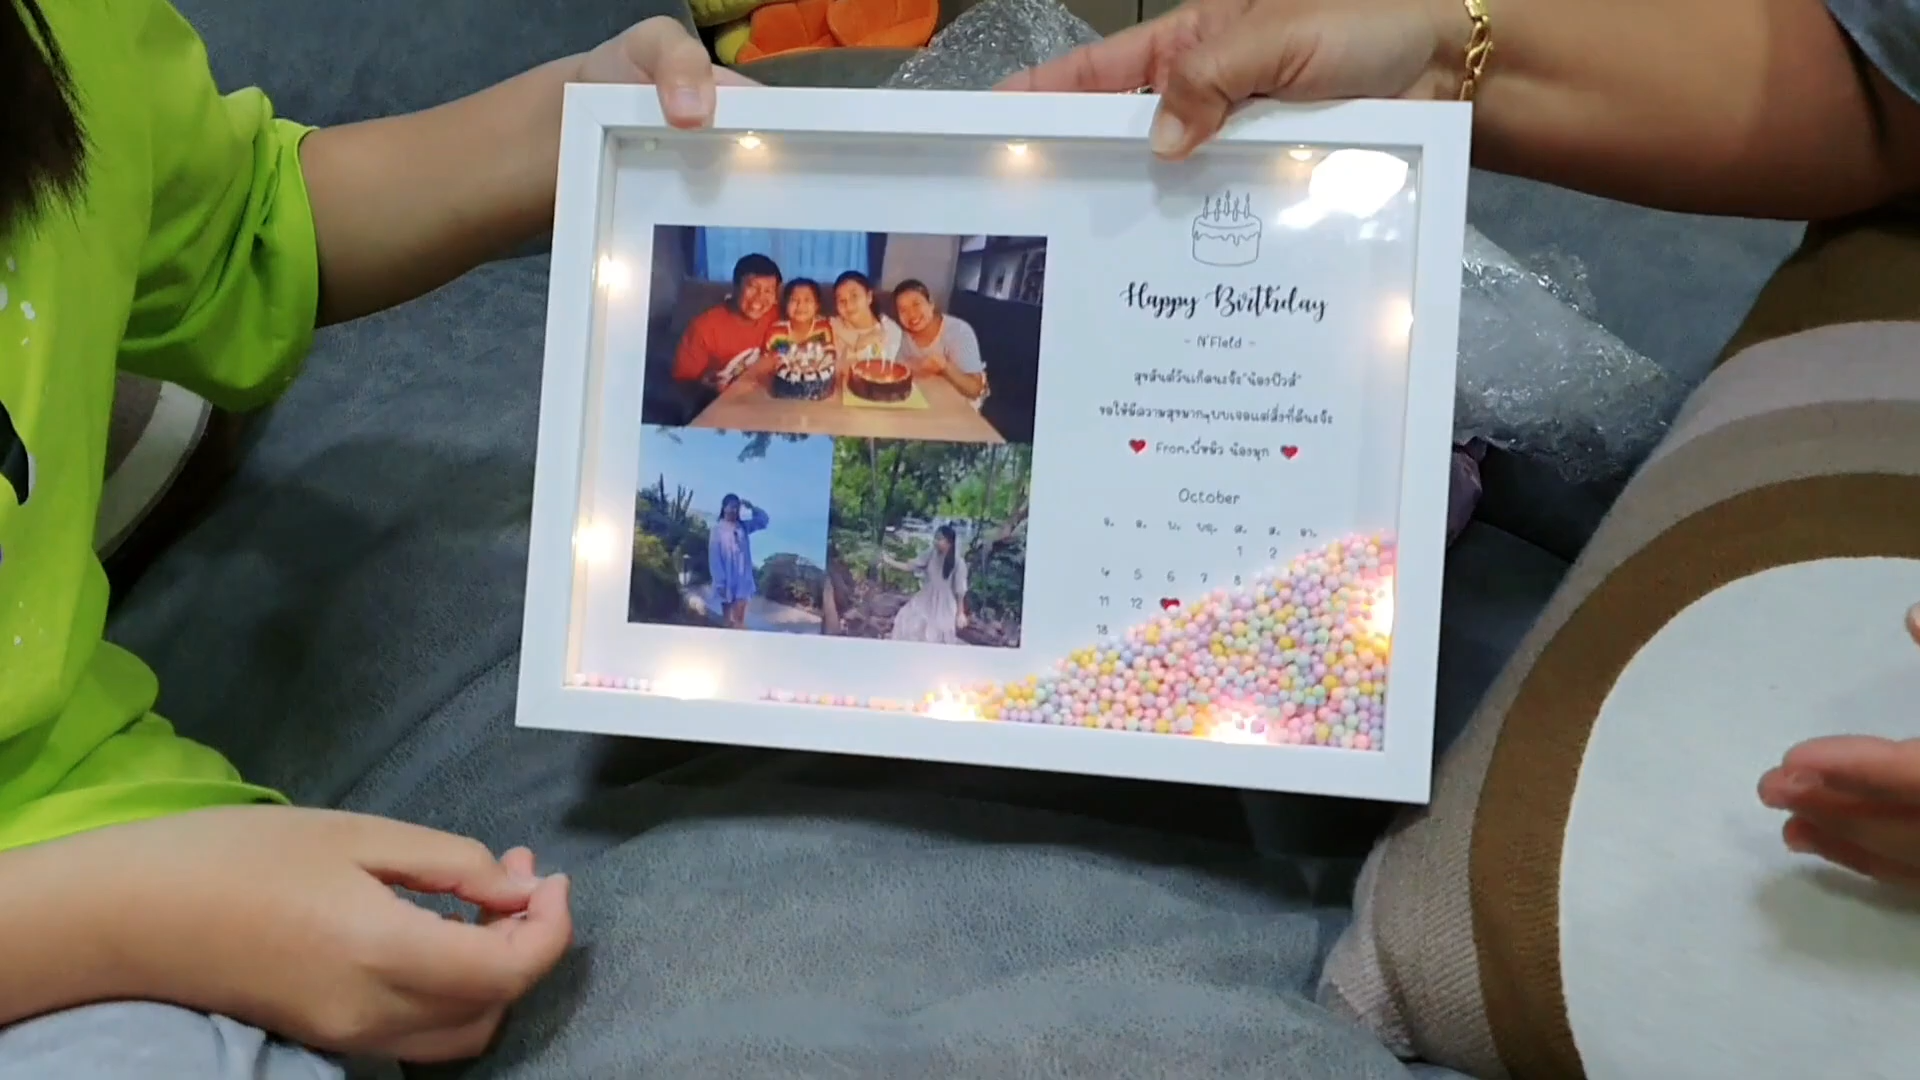 Happy Birthday
- N'Field -
สุขสันต์วันเกิดนะจ๊ะ"น้องฟิวส์"
ขอให้มีความสุขมากๆพบเจอแต่สิ่งที่ดีนะจ๊ะ
From.พี่หมิว น้องมุก
October
จ. อ. พ. พฤ. ศ. ส. อา.
1 2
4 5 6 7 8
11 12
18